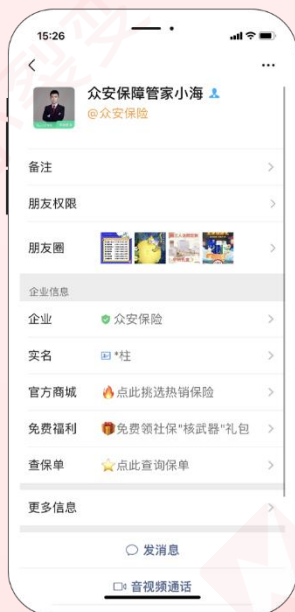 15:26
众安保障管家小海
@众安保险
备注
朋友权限
朋友圈
企业信息
企业 众安保险
实名 *柱
官方商城 点此挑选热销保险
免费福利 免费领社保"核武器"礼包
查保单 点此查询保单
更多信息
发消息
音视频通话